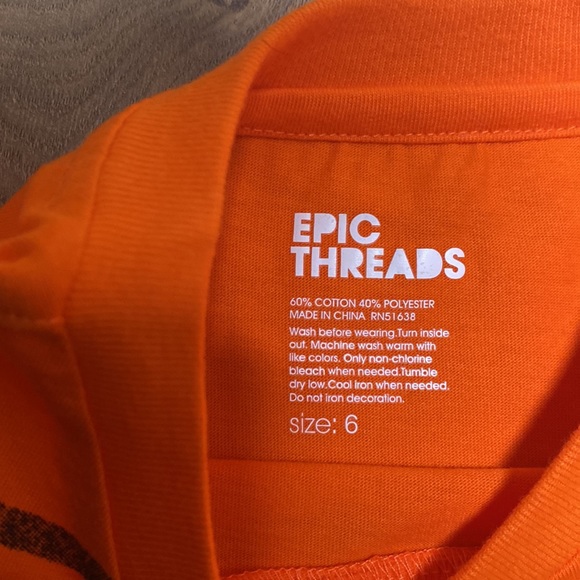 EPIC
THREADS
60% COTTON 40% POLYESTER
MADE IN CHINA RN51638
Wash before wearing.Turn inside
out. Machine wash warm with
like colors. Only non-chlorine
bleach when needed.Tumble
dry low.Cool iron when needed.
Do not iron decoration.
size: 6